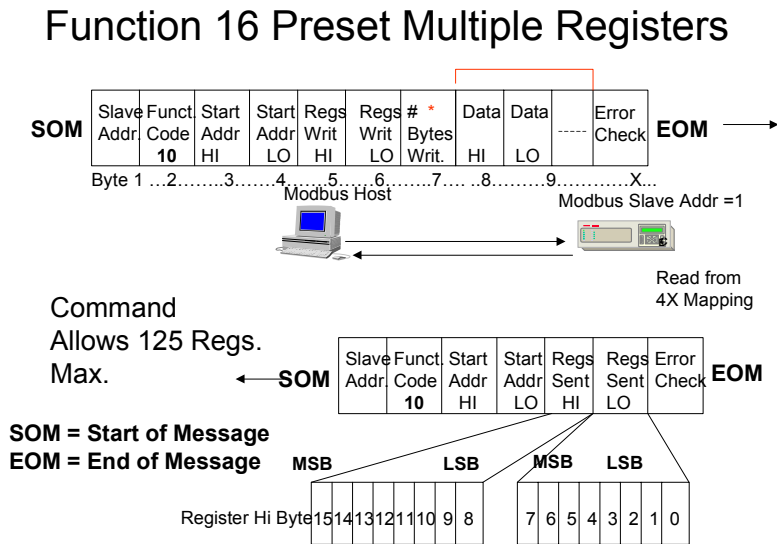 Function 16 Preset Multiple Registers
SOM
Slave Addr.
Funct. Code 10
Start Addr HI
Start Addr LO
Regs Writ HI
Regs Writ LO
# * Bytes Writ.
Data HI
Data LO
-----
Error Check
EOM
Byte 1 ...2........3.......4.......5.......6.........7.... ..8.........9..............X...
Modbus Host
Modbus Slave Addr =1
Read from
4X Mapping
Command
Allows 125 Regs.
Max.
SOM
Slave Addr.
Funct. Code 10
Start Addr HI
Start Addr LO
Regs Sent HI
Regs Sent LO
Error Check
EOM
SOM = Start of Message
EOM = End of Message
MSB LSB MSB LSB
Register Hi Byte 15 14 13 12 11 10 9 8 7 6 5 4 3 2 1 0